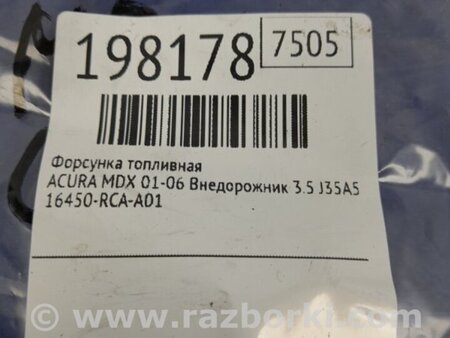 198178 7505
Форсунка топливная
ACURA MDX 01-06 Внедорожник 3.5 J35A5
16450-RCA-A01
www.razborki.com